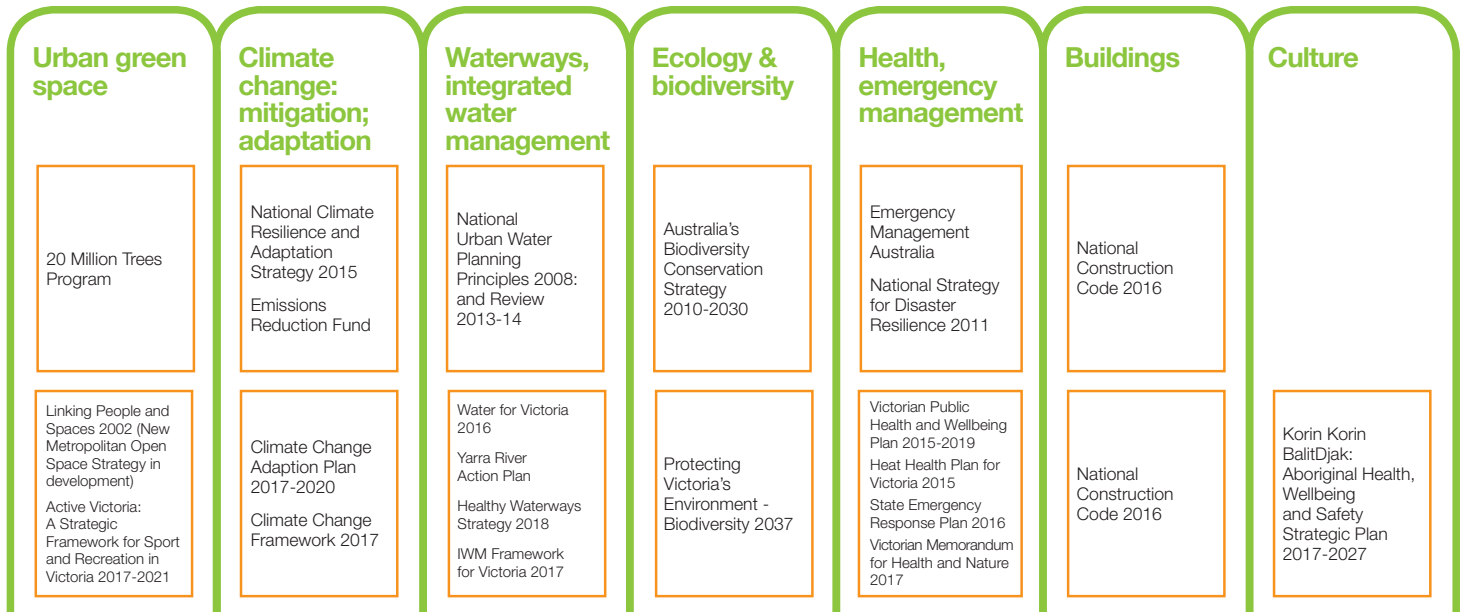 Urban green
space
Climate
change:
mitigation;
adaptation
Waterways,
integrated
water
management
Ecology &
biodiversity
Health,
emergency
management
Buildings
Culture
20 Million Trees
Program
National Climate
Resilience and
Adaptation
Strategy 2015
Emissions
Reduction Fund
National
Urban Water
Planning
Principles 2008:
and Review
2013-14
Australia's
Biodiversity
Conservation
Strategy
2010-2030
Emergency
Management
Australia
National Strategy
for Disaster
Resilience 2011
National
Construction
Code 2016
Linking People and
Spaces 2002 (New
Metropolitan Open
Space Strategy in
development)
Active Victoria:
A Strategic
Framework for Sport
and Recreation in
Victoria 2017-2021
Climate Change
Adaption Plan
2017-2020
Climate Change
Framework 2017
Water for Victoria
2016
Yarra River
Action Plan
Healthy Waterways
Strategy 2018
IWM Framework
for Victoria 2017
Protecting
Victoria's
Environment -
Biodiversity 2037
Victorian Public
Health and Wellbeing
Plan 2015-2019
Heat Health Plan for
Victoria 2015
State Emergency
Response Plan 2016
Victorian Memorandum
for Health and Nature
2017
National
Construction
Code 2016
Korin Korin
BalitDjak:
Aboriginal Health,
Wellbeing
and Safety
Strategic Plan
2017-2027